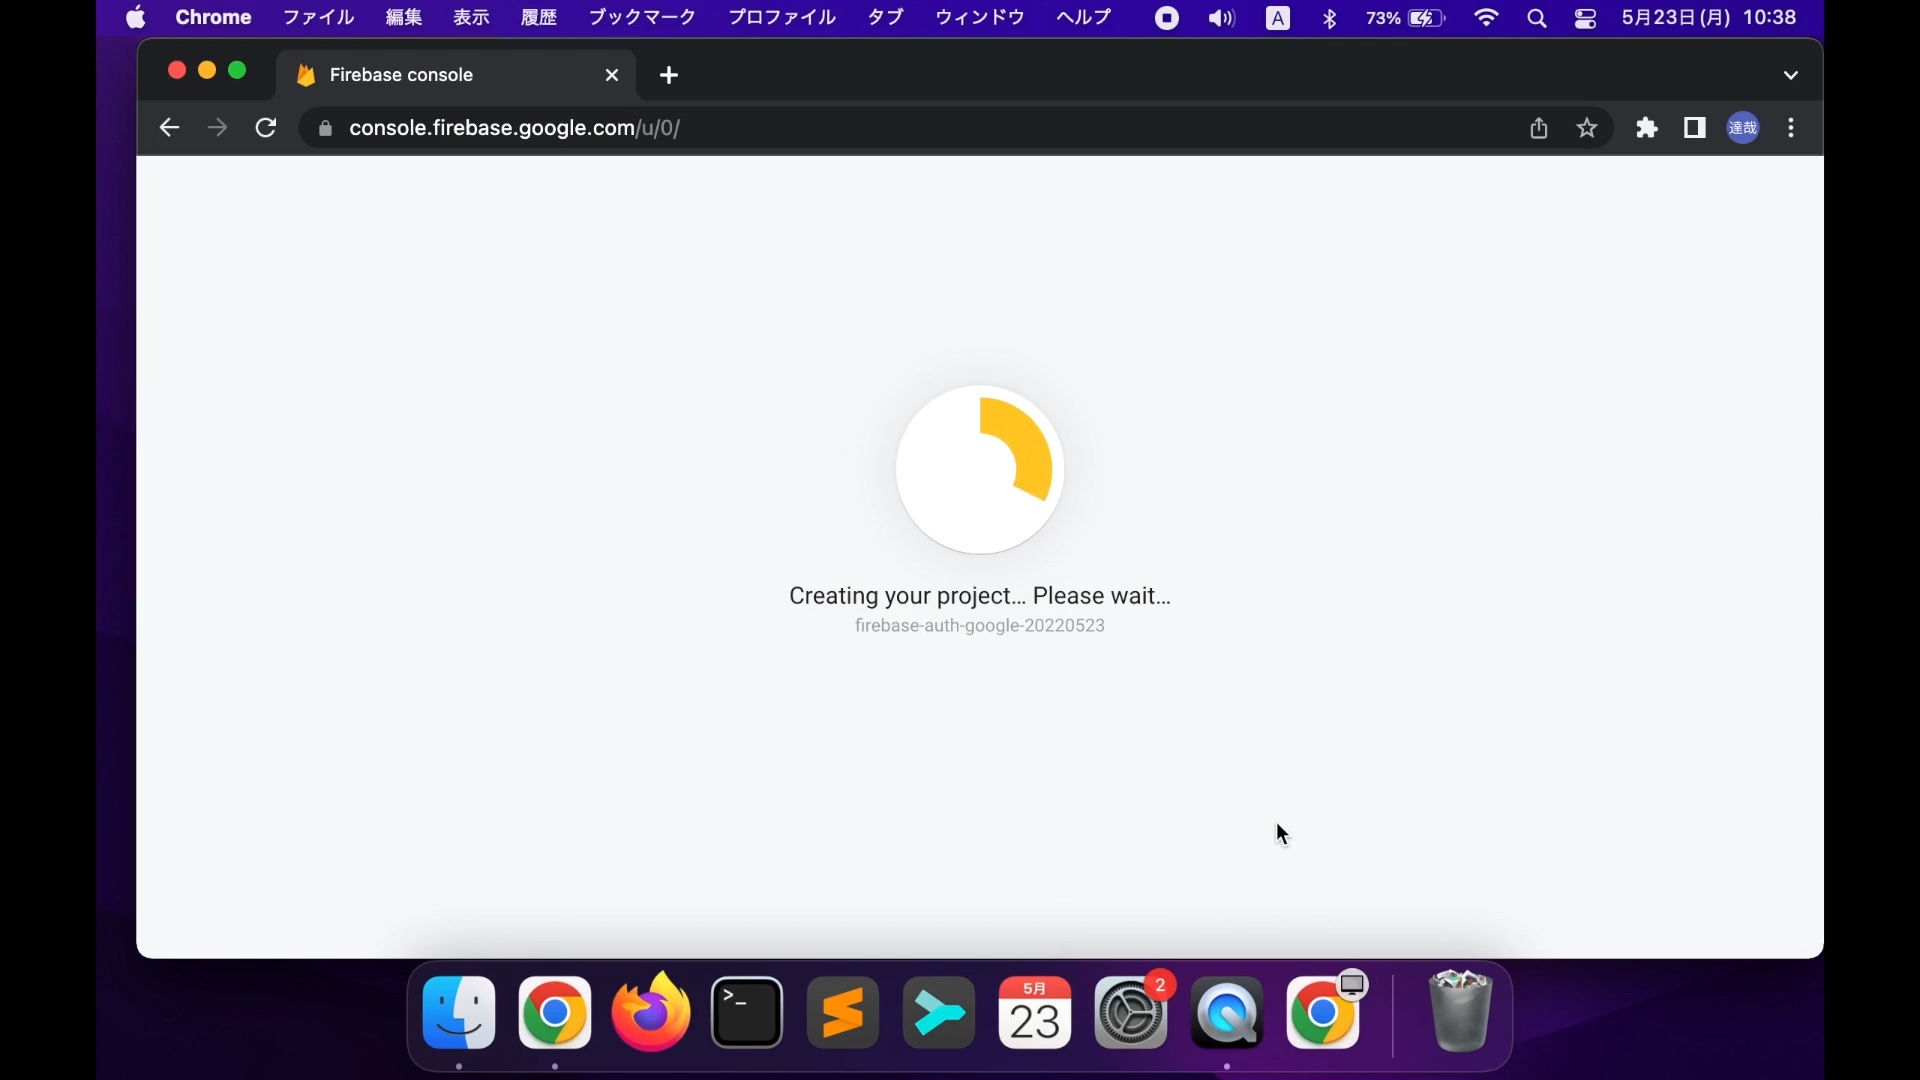 Chrome ファイル 編集 表示 履歴 ブックマーク プロファイル タブ ウィンドウ ヘルプ A 73% 5月23日(月) 10:38
Firebase console
console.firebase.google.com/u/0/ 達哉
Creating your project... Please wait...
firebase-auth-google-20220523
>_ 5月 23 2